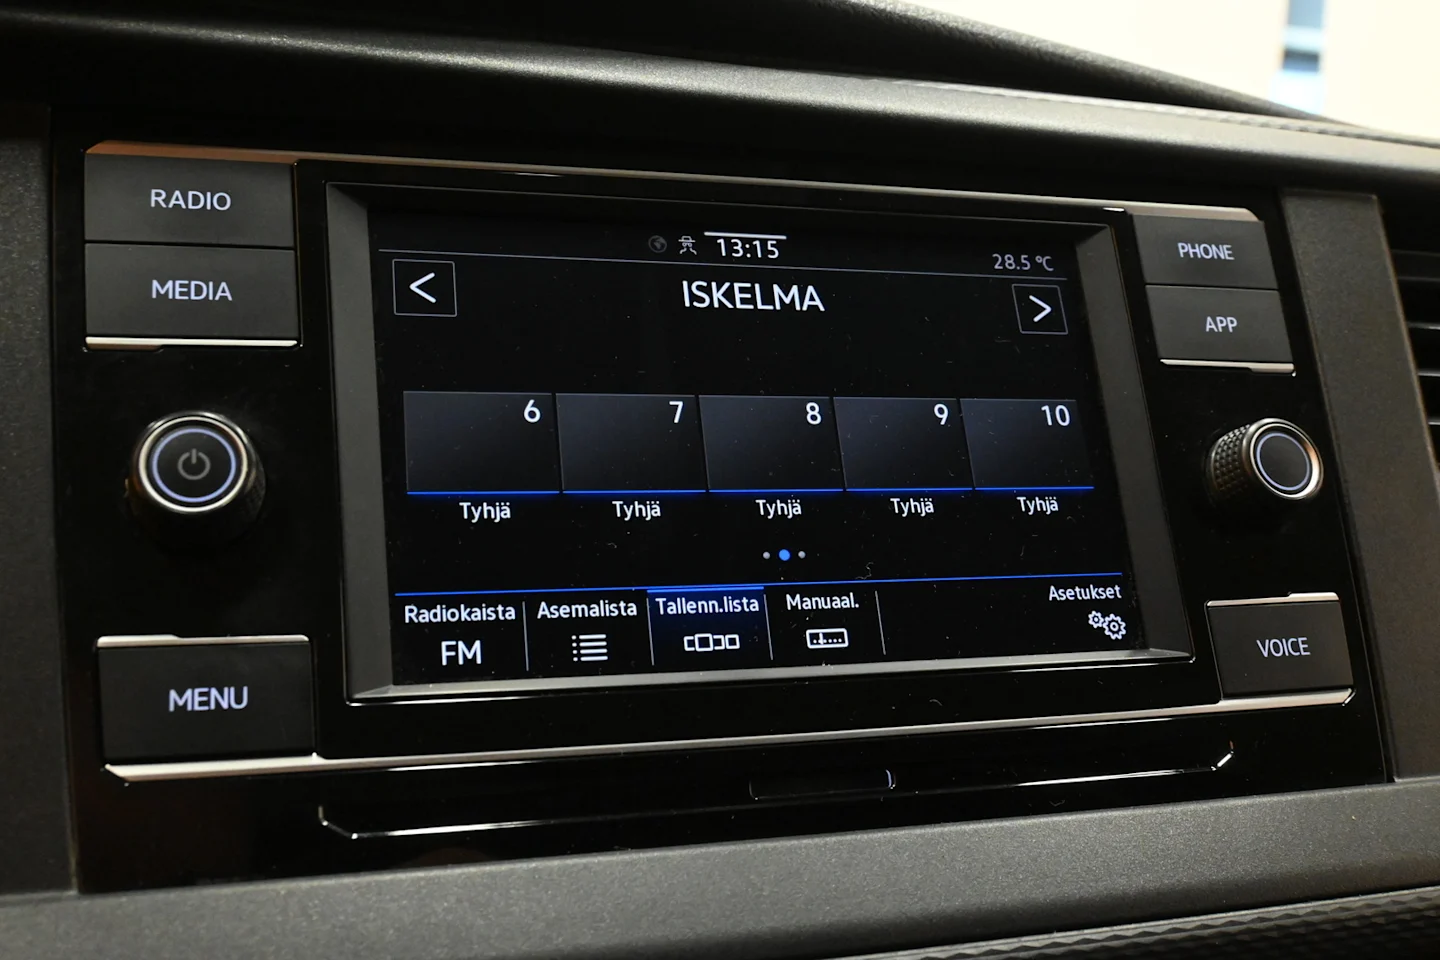 RADIO
MEDIA
MENU
13:15
28.5 °C
<
ISKELMA
>
6 7 8 9 10
Tyhjä Tyhjä Tyhjä Tyhjä Tyhjä
Radiokaista Asemalista Tallenn.lista Manuaal. Asetukset
FM
PHONE
APP
VOICE